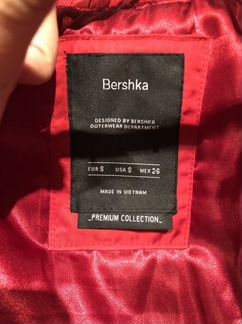 Bershka
DESIGNED BY BERSHKA
OUTERWEAR DEPARTMENT
EUR S USA S MEX 26
MADE IN VIETNAM
_PREMIUM COLLECTION_